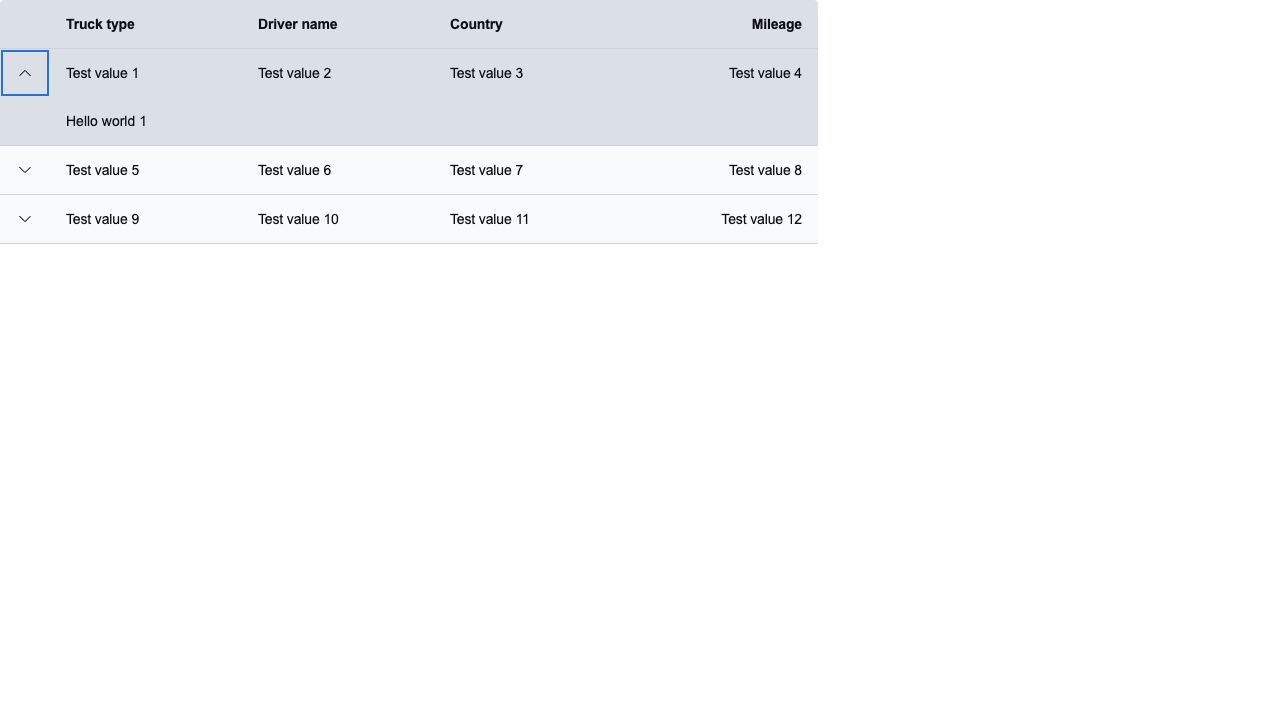 Truck type Driver name Country Mileage
Test value 1 Test value 2 Test value 3 Test value 4
Hello world 1
Test value 5 Test value 6 Test value 7 Test value 8
Test value 9 Test value 10 Test value 11 Test value 12